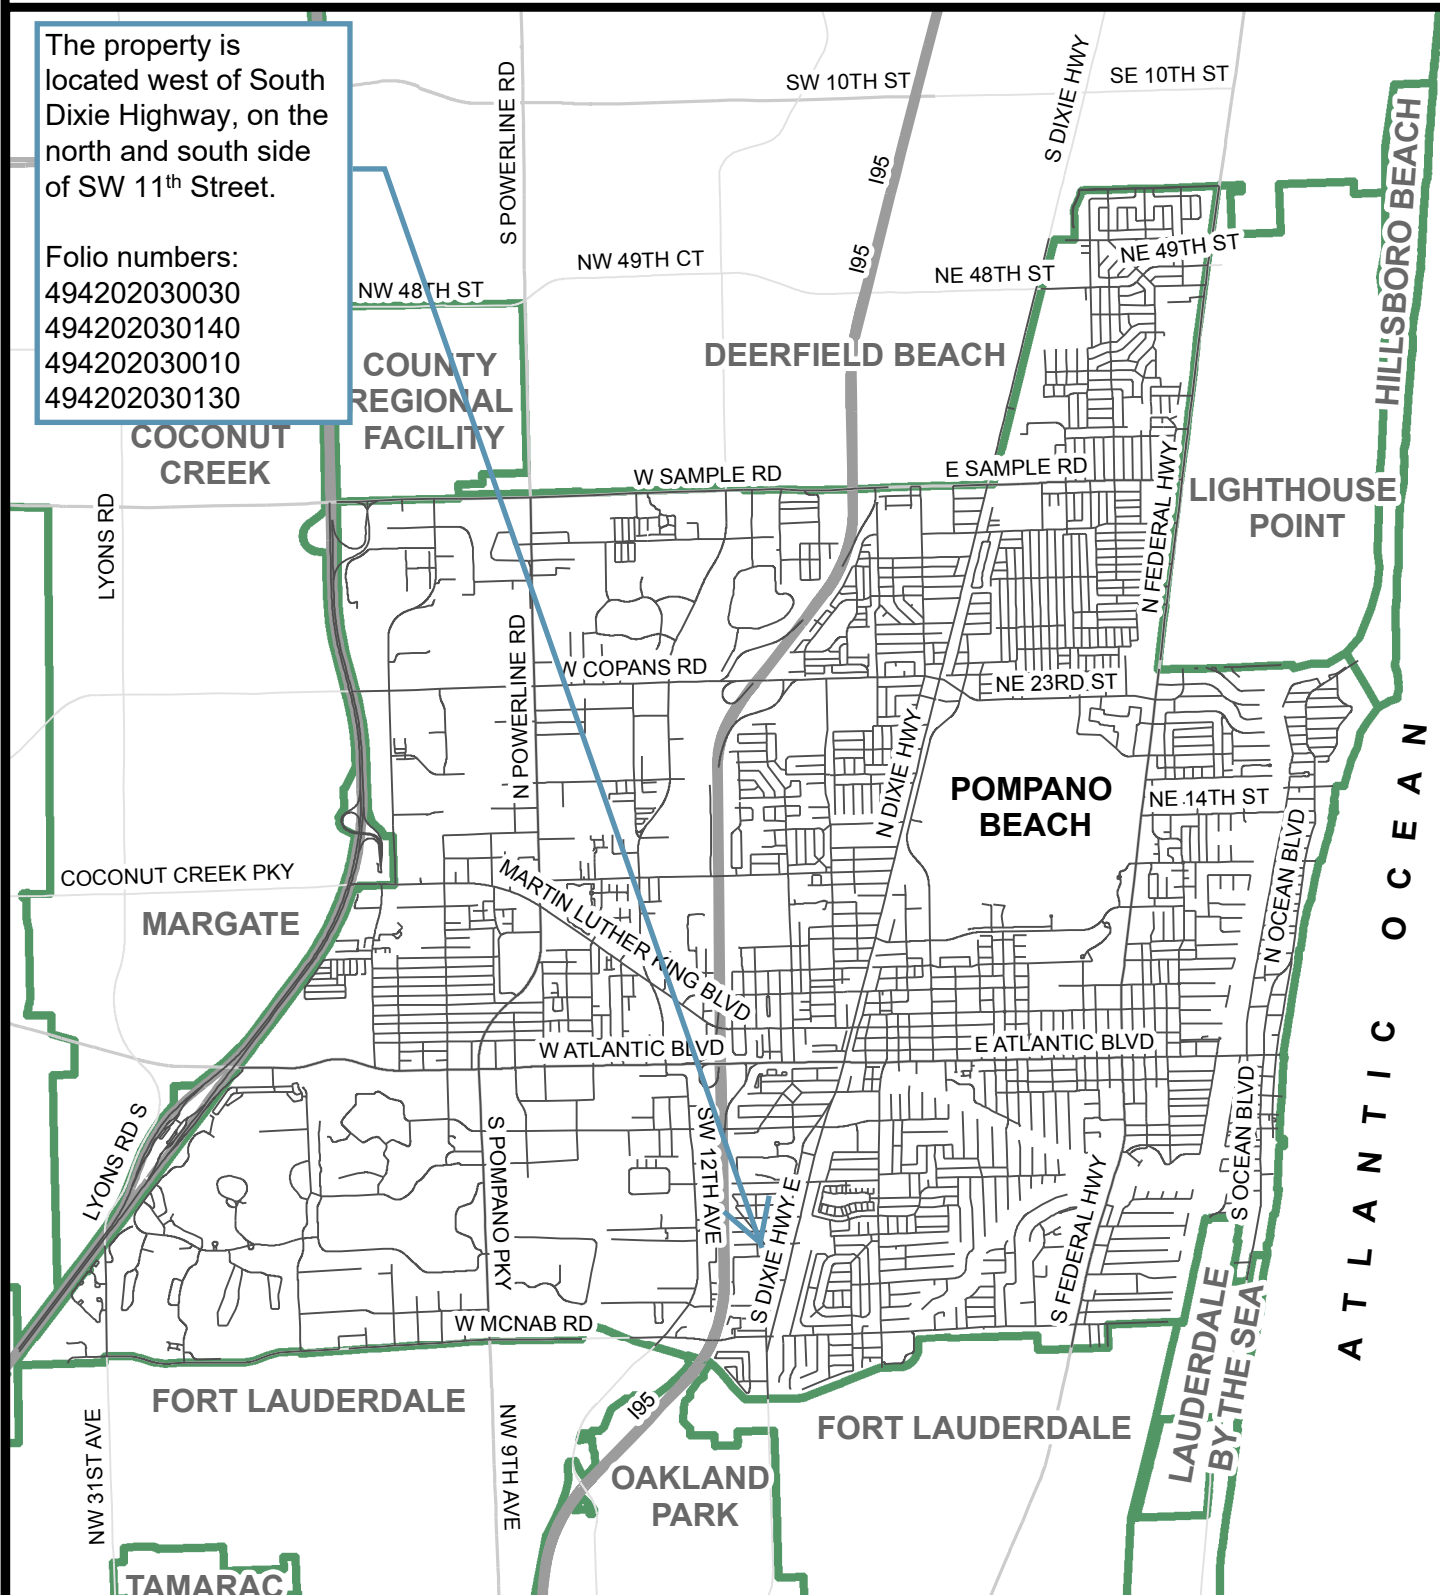 The property is
located west of South
Dixie Highway, on the
north and south side
of SW 11th Street.
Folio numbers:
494202030030
494202030140
494202030010
494202030130
SW 10TH ST
SE 10TH ST
S POWERLINE RD
S DIXIE HWY
I95
I95
HILLSBORO BEACH
NW 49TH CT
NE 49TH ST
NW 48TH ST
NE 48TH ST
COUNTY
REGIONAL
FACILITY
DEERFIELD BEACH
COCONUT
CREEK
W SAMPLE RD
E SAMPLE RD
LYONS RD
N FEDERAL HWY
LIGHTHOUSE
POINT
N POWERLINE RD
W COPANS RD
NE 23RD ST
N DIXIE HWY
POMPANO
BEACH
NE 14TH ST
N OCEAN BLVD
ATLANTIC OCEAN
COCONUT CREEK PKY
MARTIN LUTHER KING BLVD
MARGATE
W ATLANTIC BLVD
E ATLANTIC BLVD
LYONS RD S
S POMPANO PKY
SW 12TH AVE
S DIXIE HWY E
S FEDERAL HWY
S OCEAN BLVD
W MCNAB RD
LAUDERDALE
BY THE SEA
FORT LAUDERDALE
I95
FORT LAUDERDALE
NW 31ST AVE
NW 9TH AVE
OAKLAND
PARK
TAMARAC